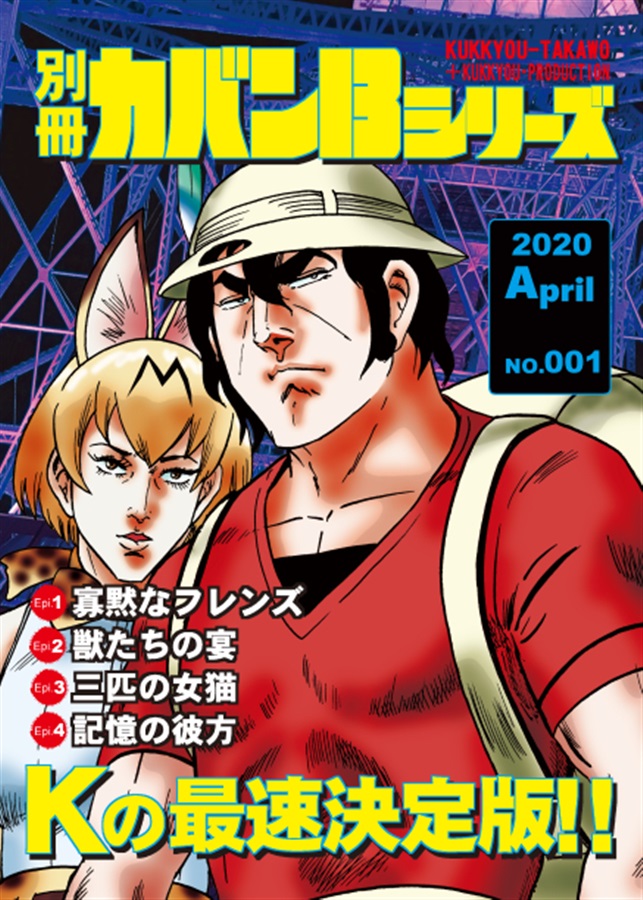 KUKKYOU-TAKAWO
+KUKKYOU-PRODUCTION
別冊
カバンBシリーズ
2020
April
NO.001
Epi.1 寡黙なフレンズ
Epi.2 獣たちの宴
Epi.3 三匹の女猫
Epi.4 記憶の彼方
Kの最速決定版!!